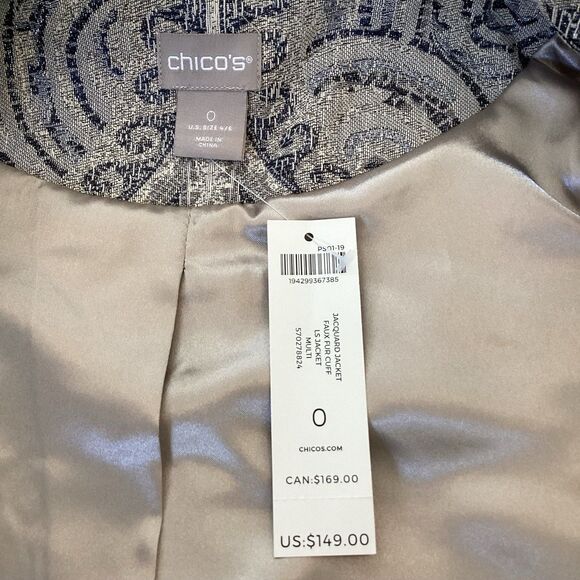 chico's®
0
U.S. SIZE 4/6
MADE IN
CHINA
PS01-19
194299367385
JACQUARD JACKET
FAUX FUR CUFF
LS JACKET
MULTI
570278824
0
CHICOS.COM
CAN:$169.00
US:$149.00